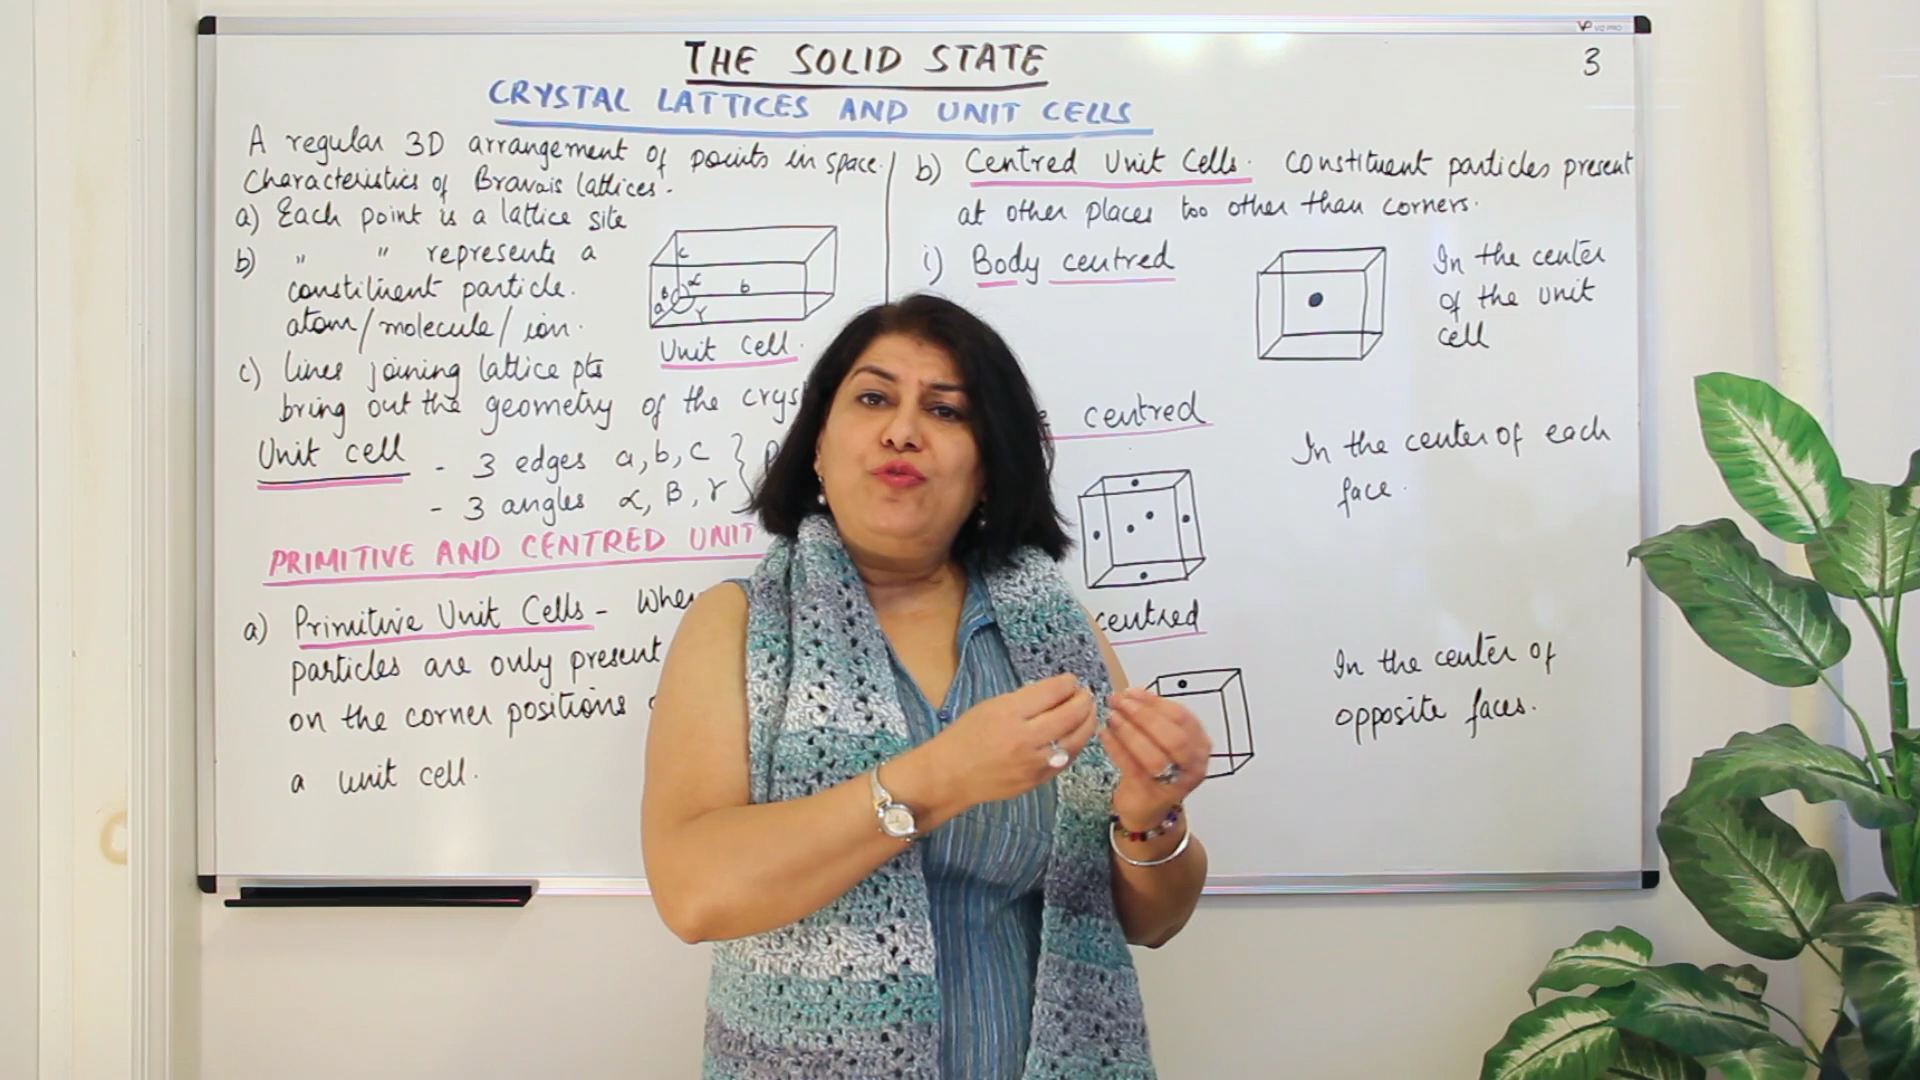 VIZ PRO
THE SOLID STATE
3
CRYSTAL LATTICES AND UNIT CELLS
A regular 3D arrangement of points in space.
Characteristics of Bravais lattices.
a) Each point is a lattice site
b) " " represents a
constituent particle.
atom/molecule/ion.
c) lines joining lattice pts
bring out the geometry of the
c
α
B
b
a
γ
Unit cell.
Unit cell - 3 edges a, b, c }
- 3 angles α, β, γ
PRIMITIVE AND CENTRED UNIT
a) Primitive Unit Cells -
particles are only present
on the corner positions
a unit cell.
b) Centred Unit Cells. Constituent particles present
at other places too other than corners.
i) Body centred
In the center
of the unit
cell
centred
In the center of each
face.
centred
In the center of
opposite faces.